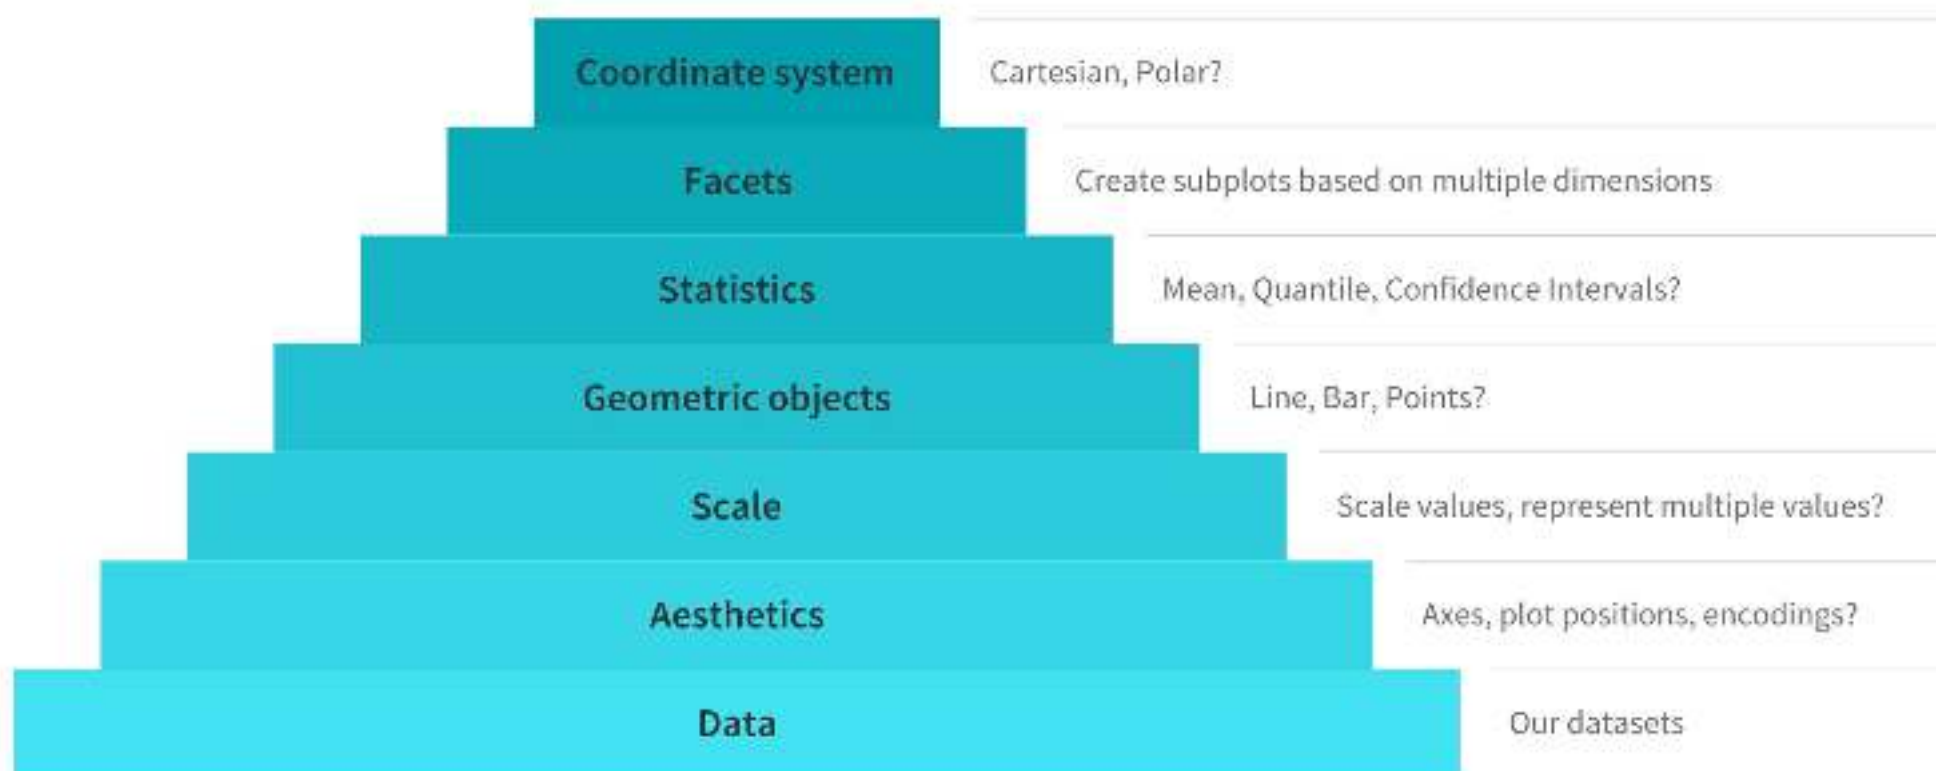 Coordinate system
Cartesian, Polar?
Facets
Create subplots based on multiple dimensions
Statistics
Mean, Quantile, Confidence Intervals?
Geometric objects
Line, Bar, Points?
Scale
Scale values, represent multiple values?
Aesthetics
Axes, plot positions, encodings?
Data
Our datasets